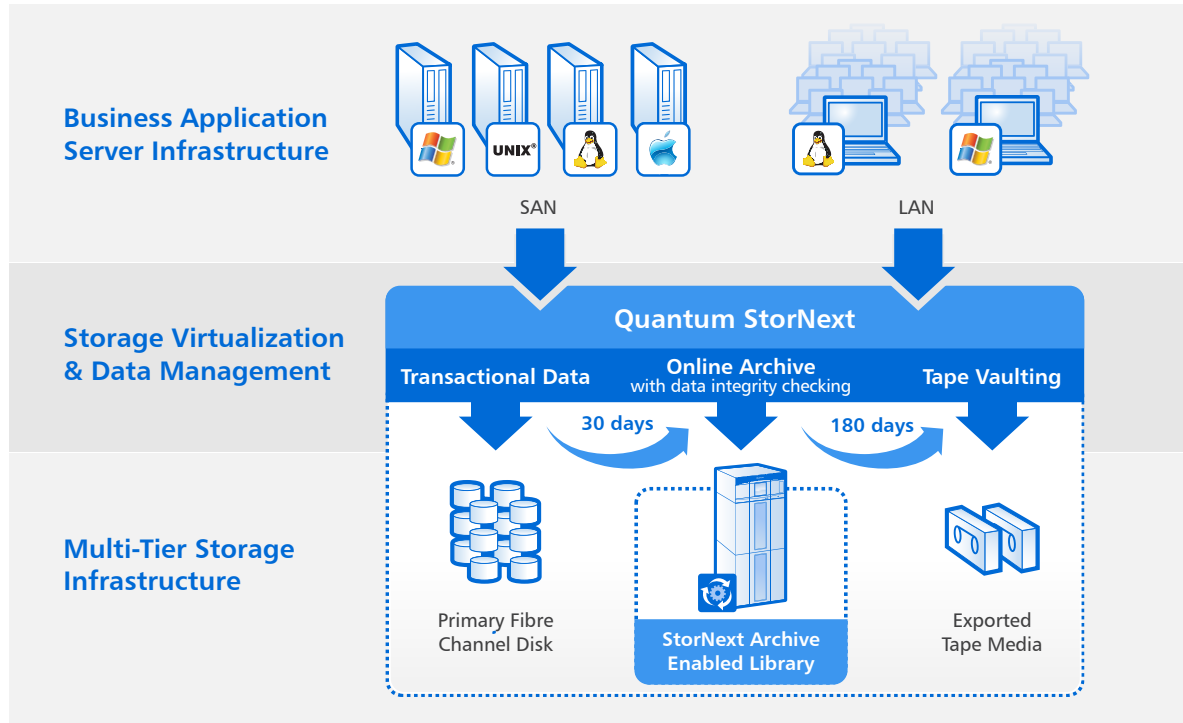 Business Application
Server Infrastructure
UNIX®
SAN
LAN
Storage Virtualization
& Data Management
Quantum StorNext
Transactional Data
Online Archive
with data integrity checking
Tape Vaulting
30 days
180 days
Multi-Tier Storage
Infrastructure
Primary Fibre
Channel Disk
StorNext Archive
Enabled Library
Exported
Tape Media